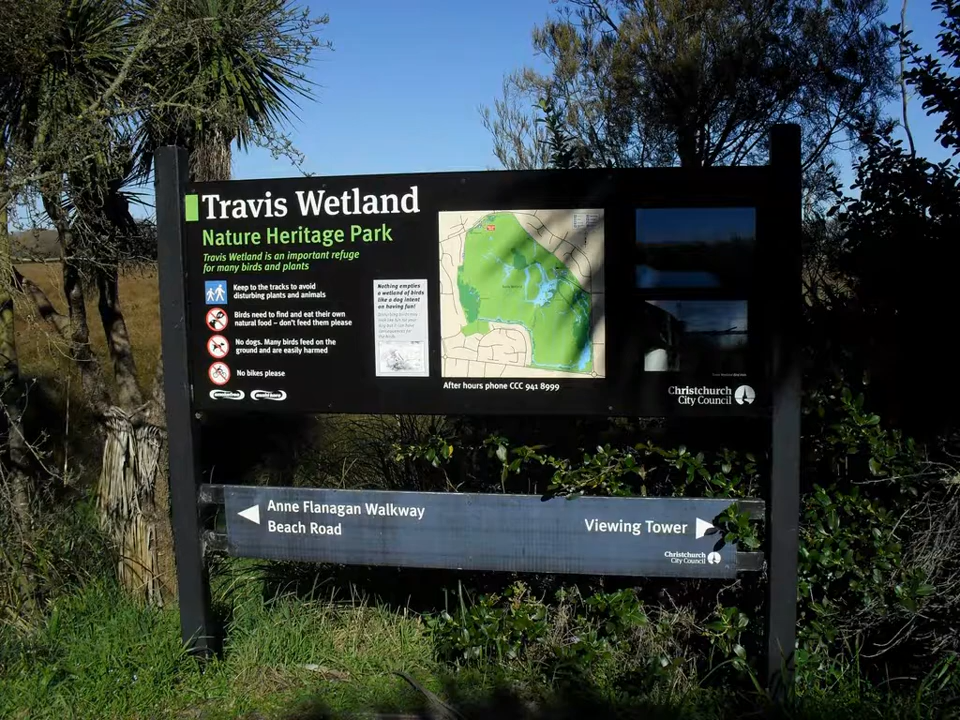 Travis Wetland
Nature Heritage Park
Travis Wetland is an important refuge
for many birds and plants
Keep to the tracks to avoid
disturbing plants and animals
Birds need to find and eat their own
natural food – don't feed them please
No dogs. Many birds feed on the
ground and are easily harmed
No bikes please
Nothing empties
a wetland of birds
like a dog intent
on having fun!
After hours phone CCC 941 8999
Christchurch
City Council
Anne Flanagan Walkway
Beach Road
Viewing Tower
Christchurch
City Council